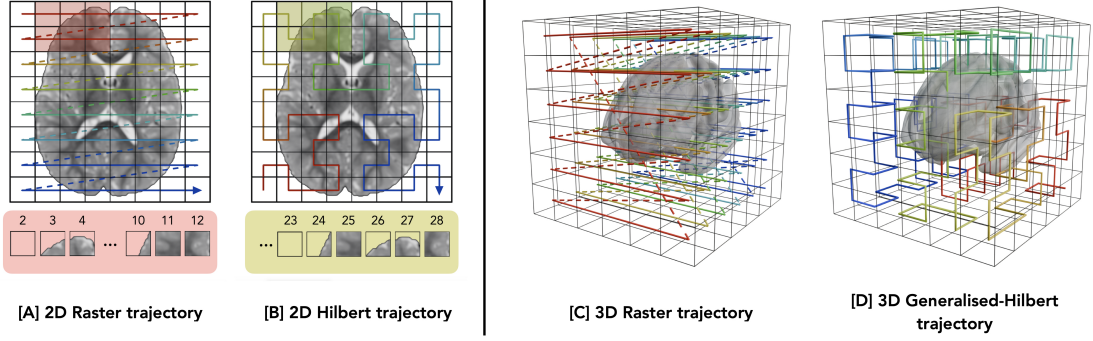 2 3 4 ... 10 11 12
... 23 24 25 26 27 28
[A] 2D Raster trajectory
[B] 2D Hilbert trajectory
[C] 3D Raster trajectory
[D] 3D Generalised-Hilbert
trajectory